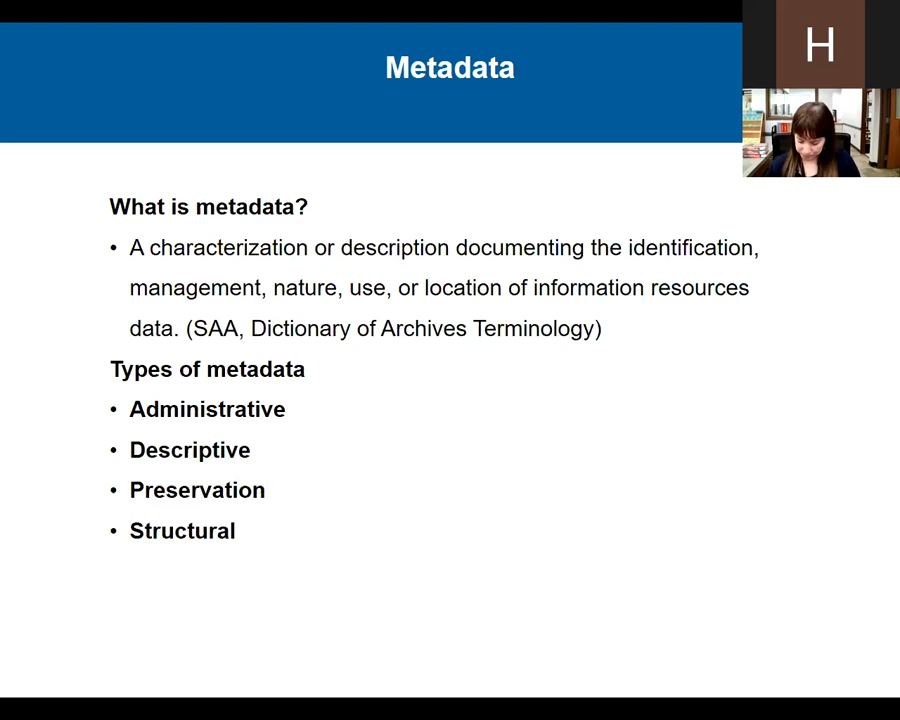 Metadata
H
What is metadata?
• A characterization or description documenting the identification,
management, nature, use, or location of information resources
data. (SAA, Dictionary of Archives Terminology)
Types of metadata
• Administrative
• Descriptive
• Preservation
• Structural